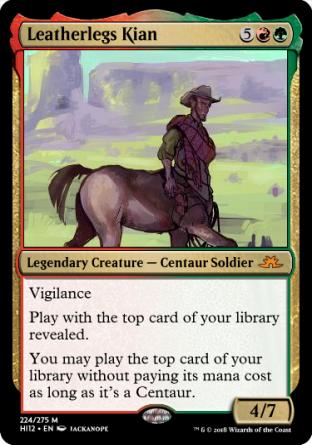 Leatherlegs Kian 5
Legendary Creature — Centaur Soldier
Vigilance
Play with the top card of your library
revealed.
You may play the top card of your
library without paying its mana cost
as long as it's a Centaur.
4/7
224/275 M
HI12 • EN JACKANOPE
™ & © 2018 Wizards of the Coast